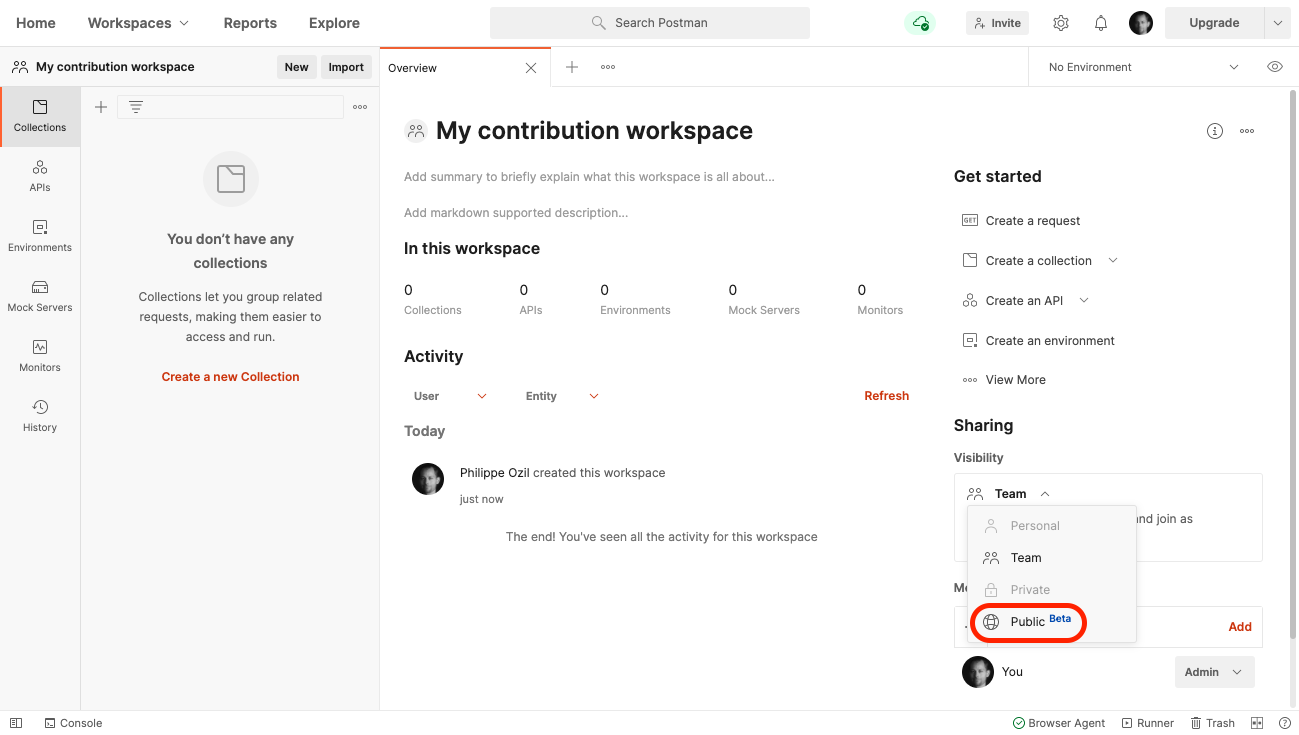 Home Workspaces Reports Explore Search Postman Invite Upgrade
My contribution workspace New Import Overview No Environment
Collections
APIs
Environments
Mock Servers
Monitors
History
You don't have any
collections
Collections let you group related
requests, making them easier to
access and run.
Create a new Collection
My contribution workspace
Add summary to briefly explain what this workspace is all about...
Add markdown supported description...
In this workspace
0 0 0 0 0
Collections APIs Environments Mock Servers Monitors
Activity
User Entity Refresh
Today
Philippe Ozil created this workspace
just now
The end! You've seen all the activity for this workspace
Get started
GET Create a request
Create a collection
Create an API
Create an environment
View More
Sharing
Visibility
Team
and join as
Personal
Team
Private
Public Beta
Add
You Admin
Console Browser Agent Runner Trash